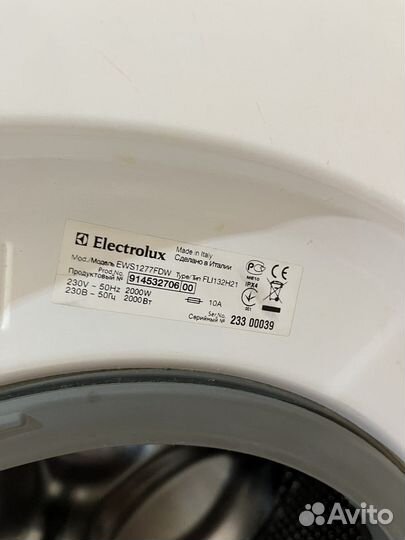 Electrolux
Made in Italy
Сделано в Италии
Mod./Модель EWS1277FDW Type/Тип FLI132H21
Prod.No.
Продуктовый № 914532706 00
230V ~ 50Hz 2000W
230В ~ 50Гц 2000Вт
10A
ME10
IPX4
Ser.No.
Серийный № 233 00039
Avito